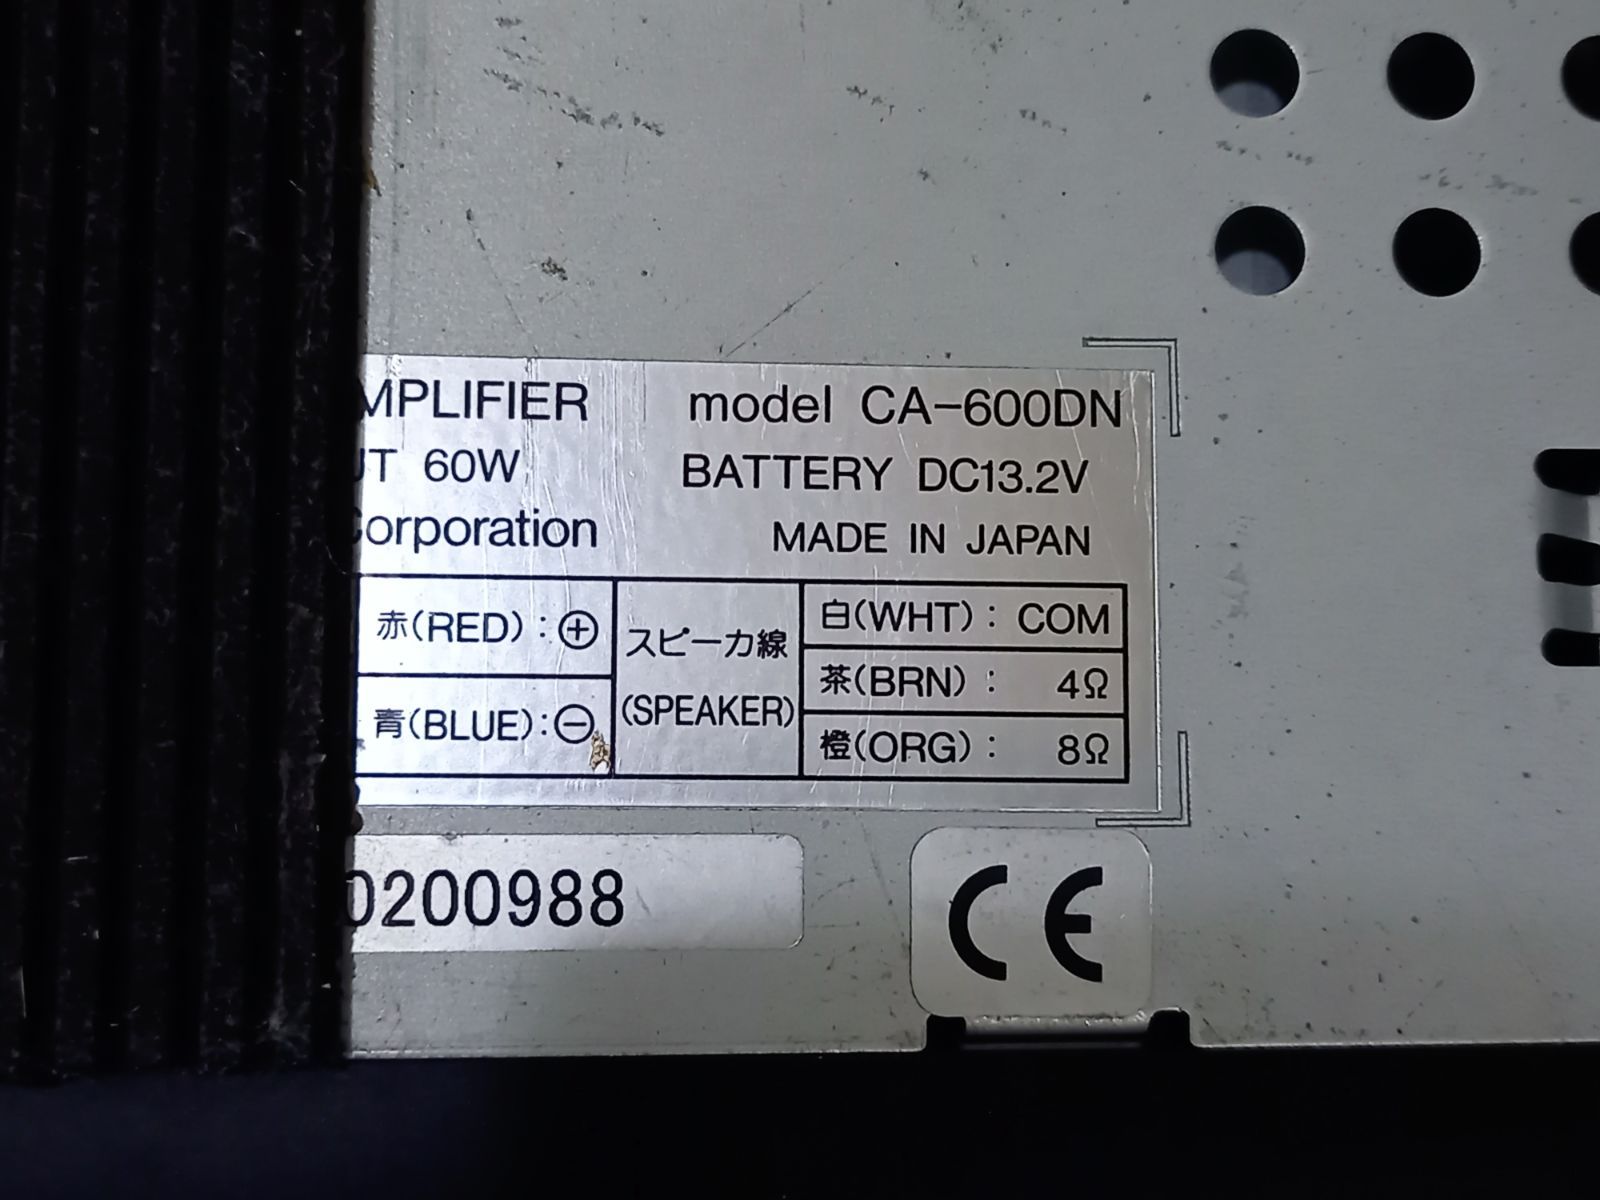 MPLIFIER model CA-600DN
UT 60W BATTERY DC13.2V
Corporation MADE IN JAPAN
赤(RED) : ⊕
青(BLUE) : ⊖
スピーカ線
(SPEAKER)
白(WHT) : COM
茶(BRN) : 4Ω
橙(ORG) : 8Ω
0200988
CE